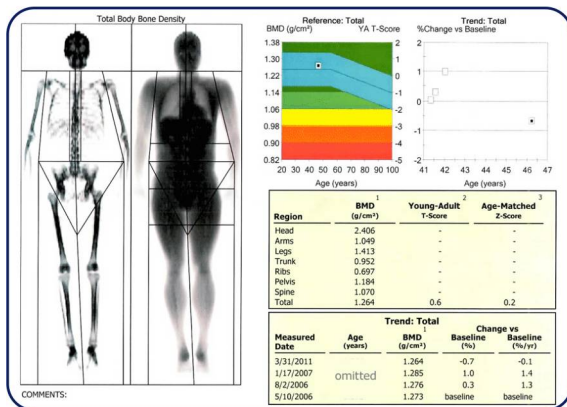 Total Body Bone Density
COMMENTS:
Reference: Total
BMD (g/cm²) YA T-Score
1.38 2
1.30 1
1.22 0
1.14 -1
1.06 -2
0.98 -3
0.90 -4
0.82 -5
20 30 40 50 60 70 80 90 100
Age (years)
Trend: Total
%Change vs Baseline
2
1
0
-1
-2
41 42 43 44 45 46 47
Age (years)
1 2 3
BMD Young-Adult Age-Matched
Region (g/cm²) T-Score Z-Score
Head 2.406 - -
Arms 1.049 - -
Legs 1.413 - -
Trunk 0.952 - -
Ribs 0.697 - -
Pelvis 1.184 - -
Spine 1.070 - -
Total 1.264 0.6 0.2
Trend: Total
1 Change vs
Measured Age BMD Baseline Baseline
Date (years) (g/cm²) (%) (%/yr)
3/31/2011 1.264 -0.7 -0.1
1/17/2007 omitted 1.285 1.0 1.4
8/2/2006 1.276 0.3 1.3
5/10/2006 1.273 baseline baseline